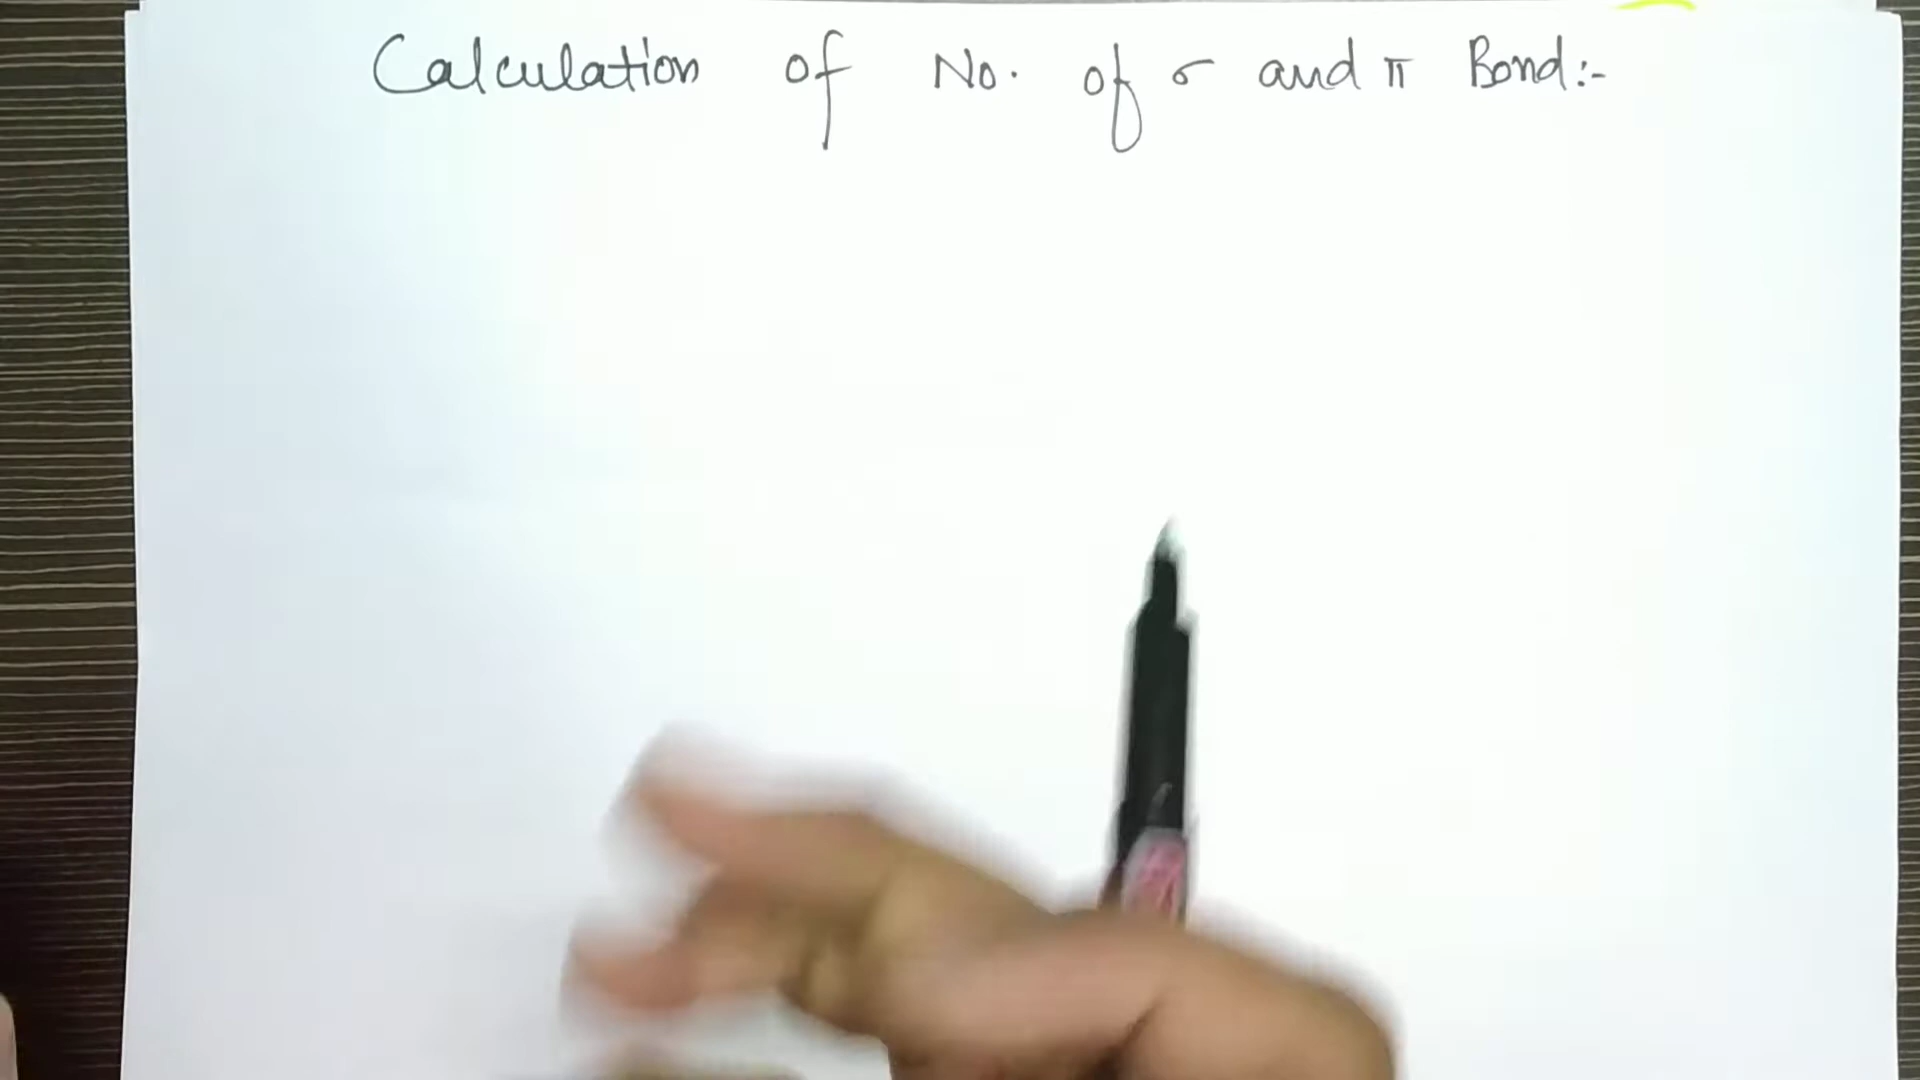 Calculation of No. of σ and π Bond:-